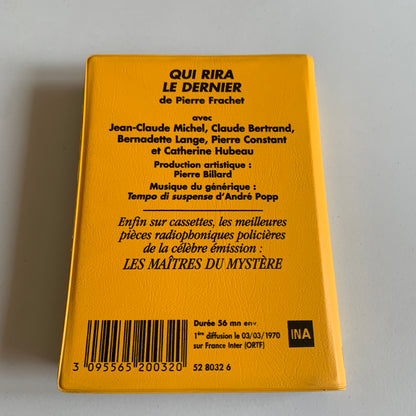 QUI RIRA
LE DERNIER
de Pierre Frachet
avec
Jean-Claude Michel, Claude Bertrand,
Bernadette Lange, Pierre Constant
et Catherine Hubeau
Production artistique :
Pierre Billard
Musique du générique :
Tempo di suspense d'André Popp
Enfin sur cassettes, les meilleures
pièces radiophoniques policières
de la célèbre émission :
LES MAÎTRES DU MYSTÈRE
Durée 56 mn env
1ère diffusion le 03/03/1970
sur France Inter (ORTF)
INA
3 095565 200320
52 8032 6